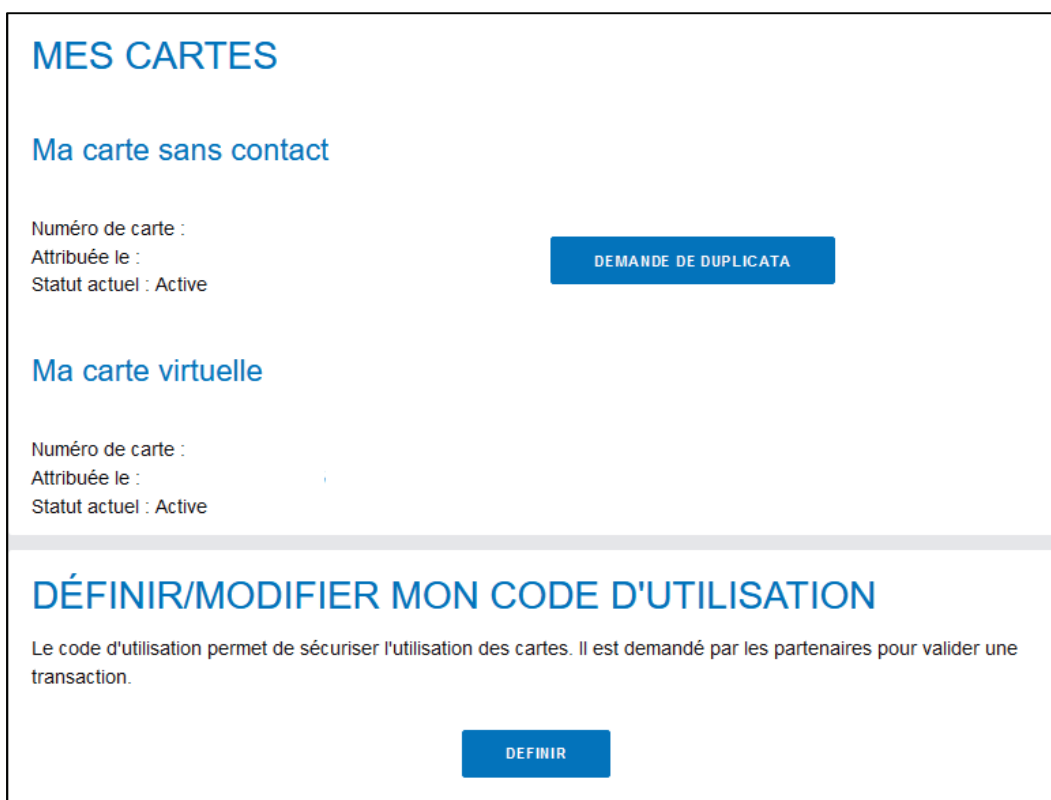 MES CARTES
Ma carte sans contact
Numéro de carte :
Attribuée le :
Statut actuel : Active
DEMANDE DE DUPLICATA
Ma carte virtuelle
Numéro de carte :
Attribuée le :
Statut actuel : Active
DÉFINIR/MODIFIER MON CODE D'UTILISATION
Le code d'utilisation permet de sécuriser l'utilisation des cartes. Il est demandé par les partenaires pour valider une
transaction.
DEFINIR